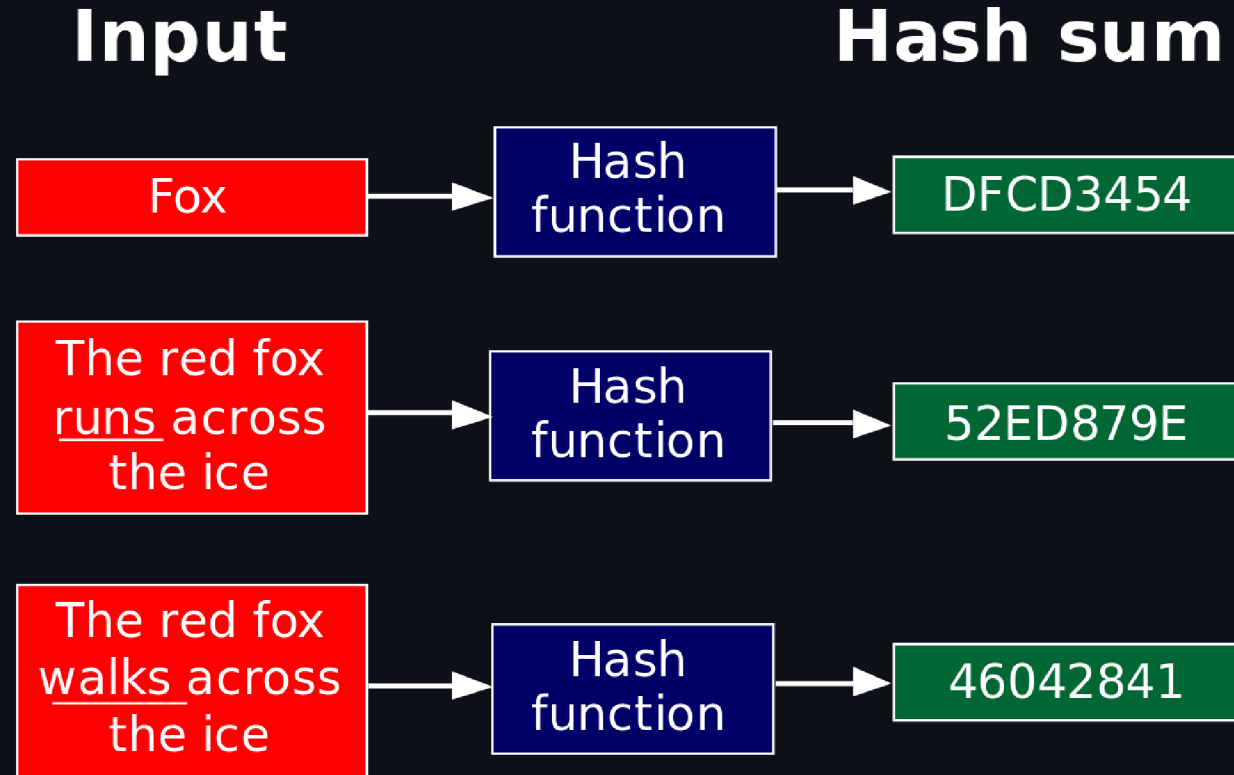 Input
Hash sum
Fox
Hash
function
DFCD3454
The red fox
runs across
the ice
Hash
function
52ED879E
The red fox
walks across
the ice
Hash
function
46042841